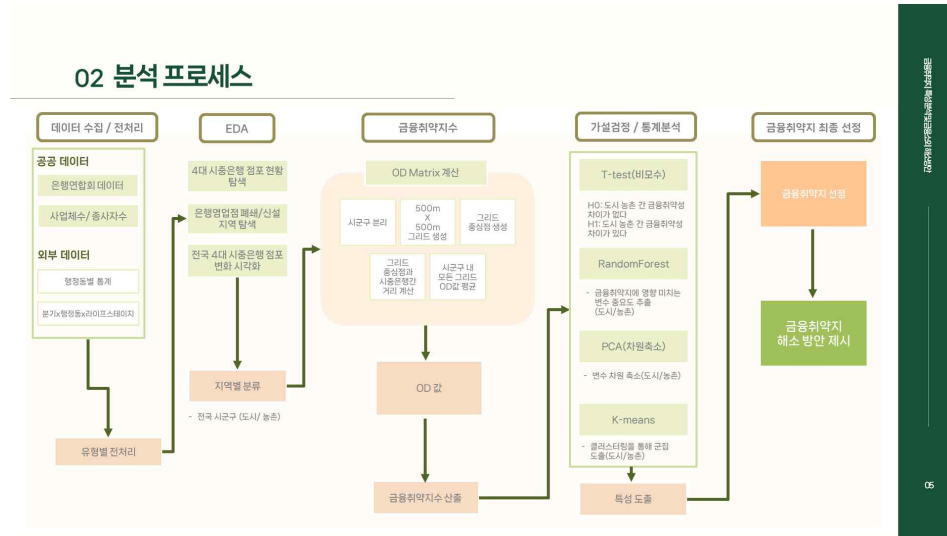 02 분석 프로세스
데이터 수집 / 전처리
공공 데이터
은행연합회 데이터
사업체수/ 종사자수
외부 데이터
행정동별 통계
분기x행정동x라이프스테이지
유형별 전처리
EDA
4대 시중은행 점포 현황
탐색
은행영업점 폐쇄/신설
지역 탐색
전국 4대 시중은행 점포
변화 시각화
지역별 분류
- 전국 시군구 (도시/ 농촌)
금융취약지수
OD Matrix 계산
시군구 분리
500m
X
500m
그리드 생성
그리드
중심점 생성
그리드
중심점과
시중은행간
거리 계산
시군구 내
모든 그리드
OD값 평균
OD 값
금융취약지수 산출
가설검정 / 통계분석
T-test(비모수)
H0: 도시 농촌 간 금융취약성
차이가 없다
H1: 도시 농촌 간 금융취약성
차이가 있다
RandomForest
- 금융취약지에 영향 미치는
변수 중요도 추출
(도시/농촌)
PCA(차원축소)
- 변수 차원 축소(도시/농촌)
K-means
- 클러스터링을 통해 군집
도출(도시/농촌)
특성 도출
금융취약지 최종 선정
금융취약지 선정
금융취약지
해소 방안 제시
05